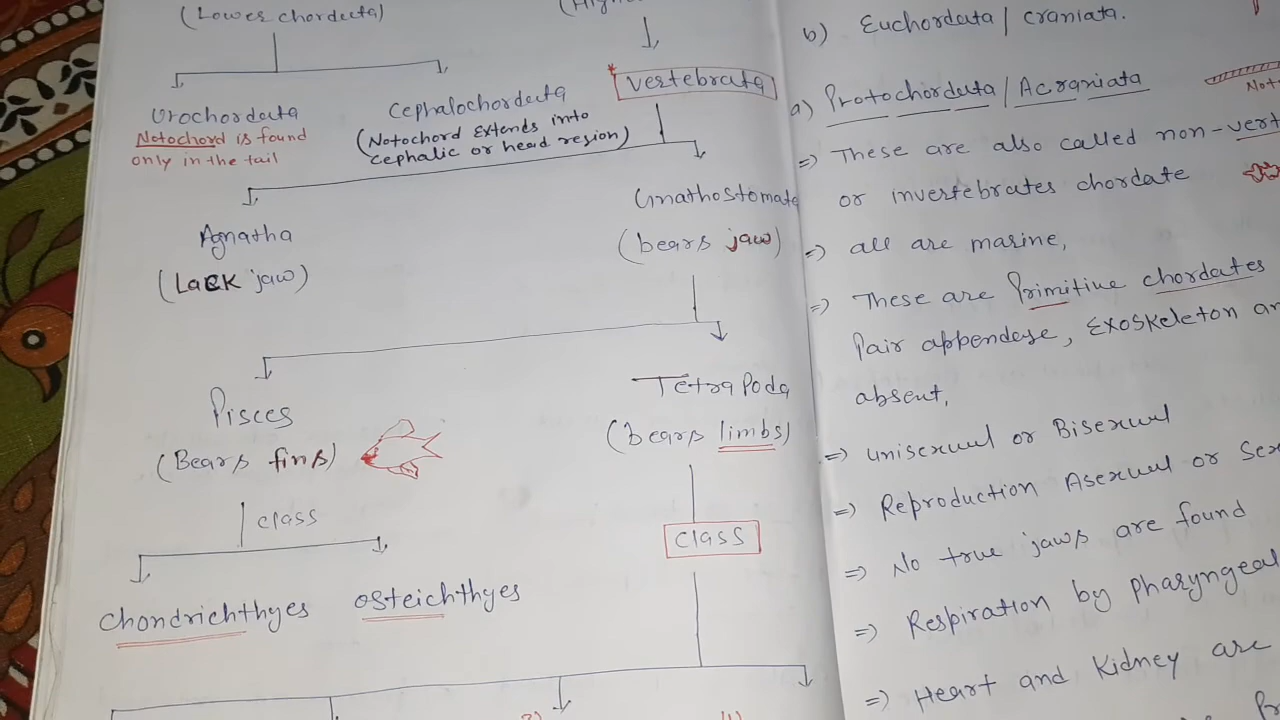 (Lower chordata)
Urochordata
Notochord is found
only in the tail
Cephalochordata
(Notochord Extends into
Cephalic or head region)
* Vertebrata
Agnatha
(Lack jaw)
Gnathostomata
(bears jaw)
Pisces
(Bears fins)
class
Chondrichthyes
Osteichthyes
Tetrapoda
(bears limbs)
class
b) Euchordata / craniata.
a) Protochordata / Acraniata
=) These are also called non-vert
or invertebrates chordate
=) all are marine,
=) These are Primitive chordates
Pair appendage, Exoskeleton
absent,
=) unisexual or Bisexual
=) Reproduction Asexual or Sex
=) No true jaws are found
=) Respiration by Pharyngeal
=) Heart and Kidney are